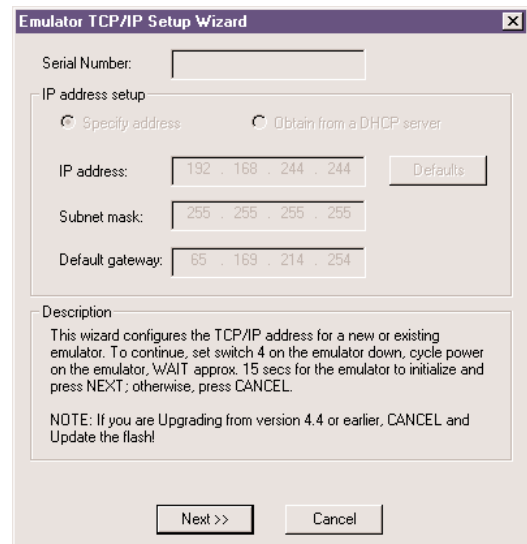 Emulator TCP/IP Setup Wizard
Serial Number:
IP address setup
Specify address
Obtain from a DHCP server
IP address:
192 . 168 . 244 . 244
Defaults
Subnet mask:
255 . 255 . 255 . 255
Default gateway:
65 . 169 . 214 . 254
Description
This wizard configures the TCP/IP address for a new or existing
emulator. To continue, set switch 4 on the emulator down, cycle power
on the emulator, WAIT approx. 15 secs for the emulator to initialize and
press NEXT; otherwise, press CANCEL.
NOTE: If you are Upgrading from version 4.4 or earlier, CANCEL and
Update the flash!
Next >>
Cancel